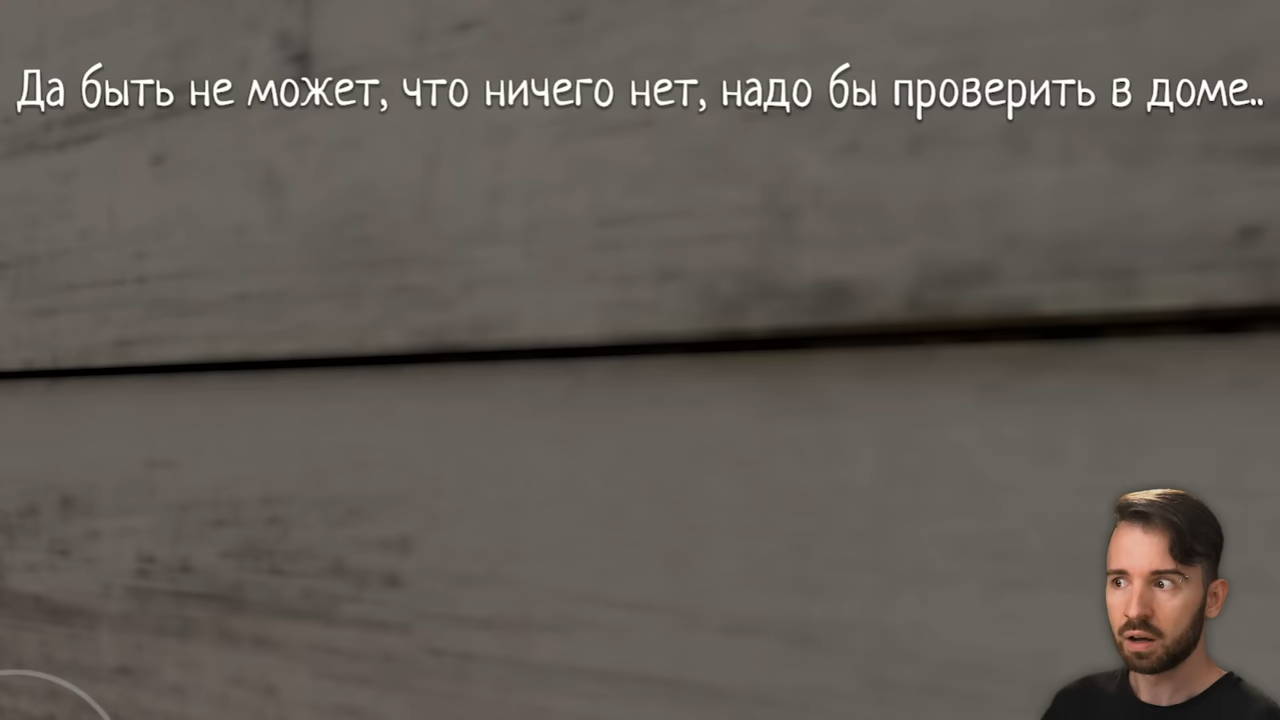 Да быть не может, что ничего нет, надо бы проверить в доме..